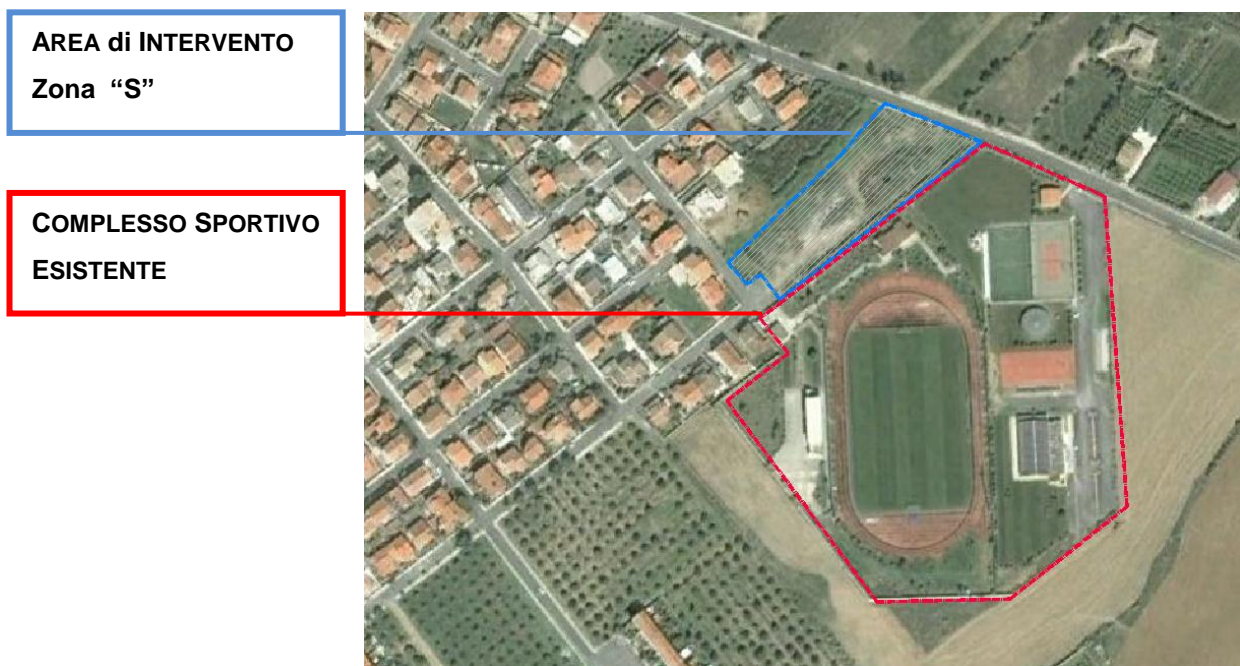 AREA di INTERVENTO
Zona “S”
COMPLESSO SPORTIVO
ESISTENTE